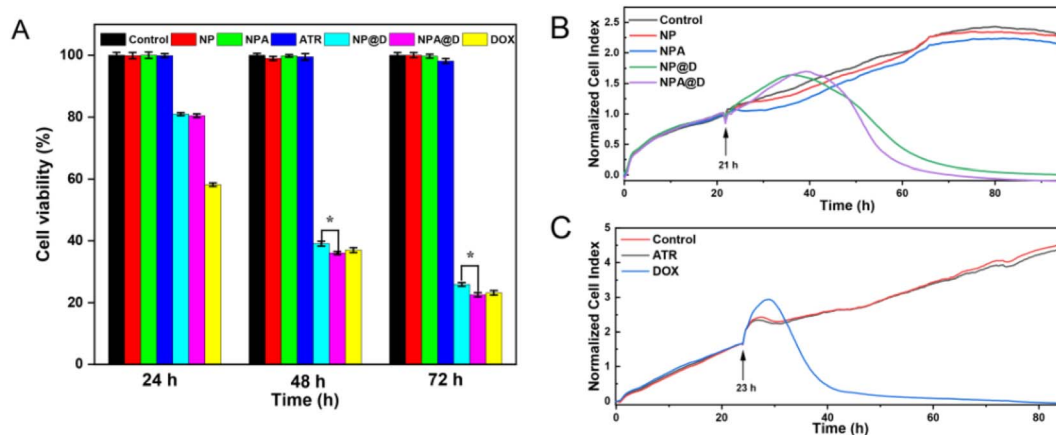 A
Control NP NPA ATR NP@D NPA@D DOX
Cell viability (%)
100
80
60
40
20
0
*
*
24 h 48 h 72 h
Time (h)
B
Control
NP
NPA
NP@D
NPA@D
Normalized Cell Index
2.5
2.0
1.5
1.0
0.5
0.0
21 h
0 20 40 60 80
Time (h)
C
Control
ATR
DOX
Normalized Cell Index
5
4
3
2
1
0
23 h
0 20 40 60 80
Time (h)